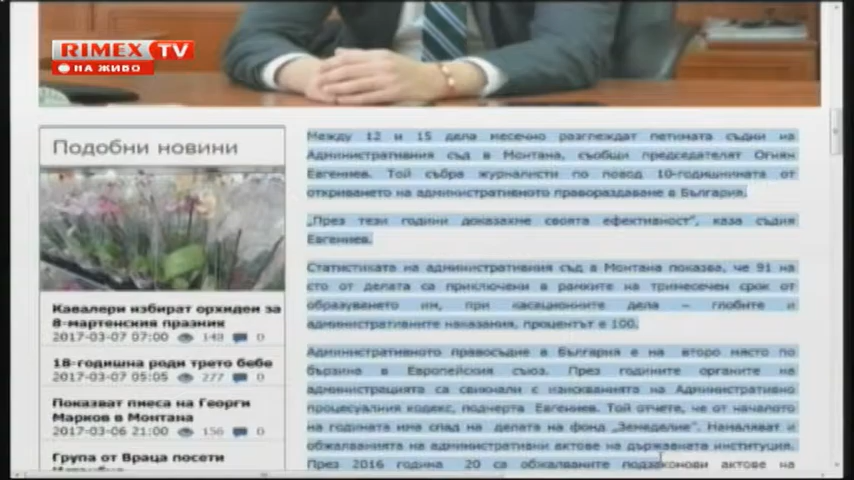 RIMEX TV
НА ЖИВО
Подобни новини
Кавалери избират орхидеи за
8-мартенския празник
2017-03-07 07:00 148 0
18-годишна роди трето бебе
2017-03-07 05:05 277 0
Показват пиеса на Георги
Марков в Монтана
2017-03-06 21:00 156 0
Група от Враца посети
Между 12 и 15 дела месечно разглеждат петимата съдии на
Административния съд в Монтана, съобщи председателят Огнян
Евгениев. Той събра журналисти по повод 10-годишнината от
откриването на административното правораздаване в България.
„През тези години доказахме своята ефективност", каза съдия
Евгениев.
Статистиката на административния съд в Монтана показва, че 91 на
сто от делата са приключени в рамките на тримесечен срок от
образуването им, при касационните дела – глобите и
административните наказания, процентът е 100.
Административното правосъдие в България е на второ място по
бързина в Европейския съюз. През годините органите на
администрацията са свикнали с изискванията на Административно
процесуалния кодекс, подчерта Евгениев. Той отчете, че от началото
на годината има спад на делата на фонд „Земеделие". Намаляват и
обжалванията на административни актове на държавната институция.
През 2016 година 20 са обжалваните подзаконови актове на